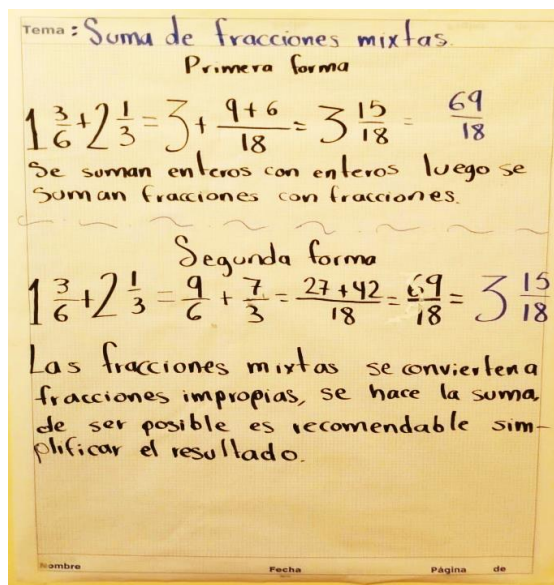 Tema: Suma de fracciones mixtas.
Primera forma
1 3/6 + 2 1/3 = 3 + 9+6/18 = 3 15/18 = 69/18
Se suman enteros con enteros luego se
suman fracciones con fracciones.
Segunda forma
1 3/6 + 2 1/3 = 9/6 + 7/3 = 27+42/18 = 69/18 = 3 15/18
Las fracciones mixtas se convierten a
fracciones impropias, se hace la suma,
de ser posible es recomendable sim-
plificar el resultado.
Nombre Fecha Página de